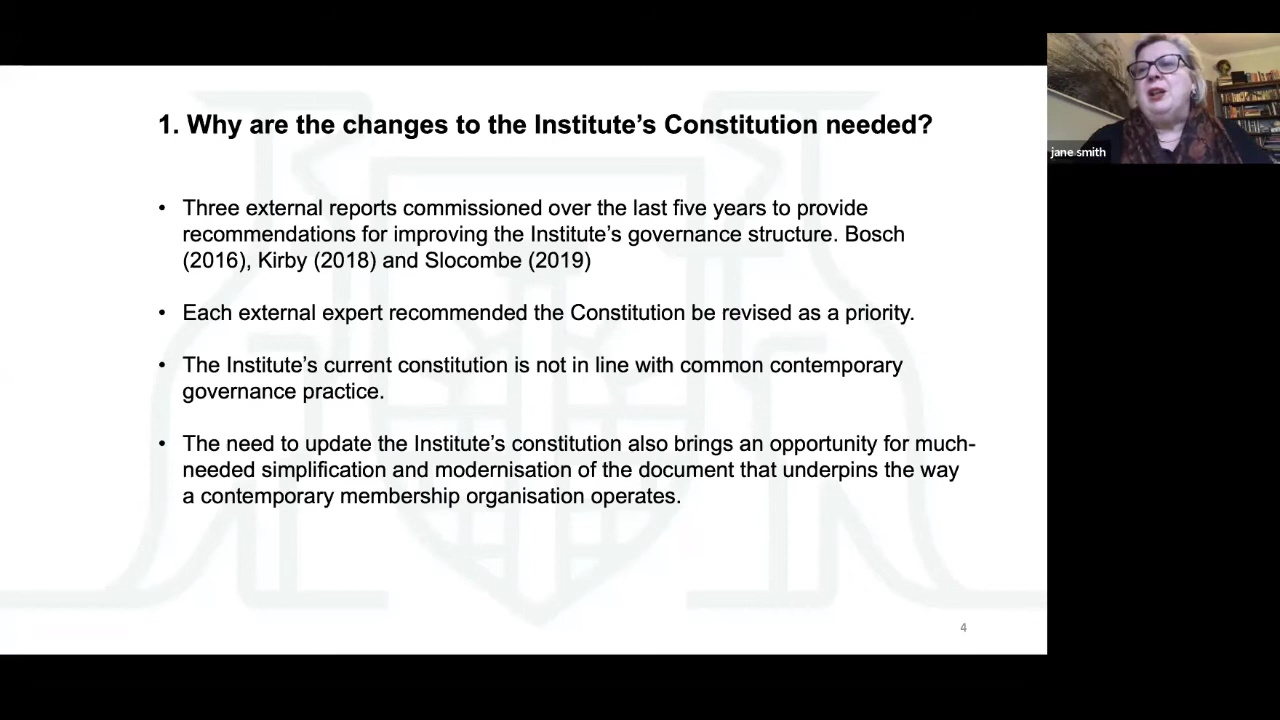 1. Why are the changes to the Institute's Constitution needed?
• Three external reports commissioned over the last five years to provide
recommendations for improving the Institute's governance structure. Bosch
(2016), Kirby (2018) and Slocombe (2019)
• Each external expert recommended the Constitution be revised as a priority.
• The Institute's current constitution is not in line with common contemporary
governance practice.
• The need to update the Institute's constitution also brings an opportunity for much-
needed simplification and modernisation of the document that underpins the way
a contemporary membership organisation operates.
4
jane smith